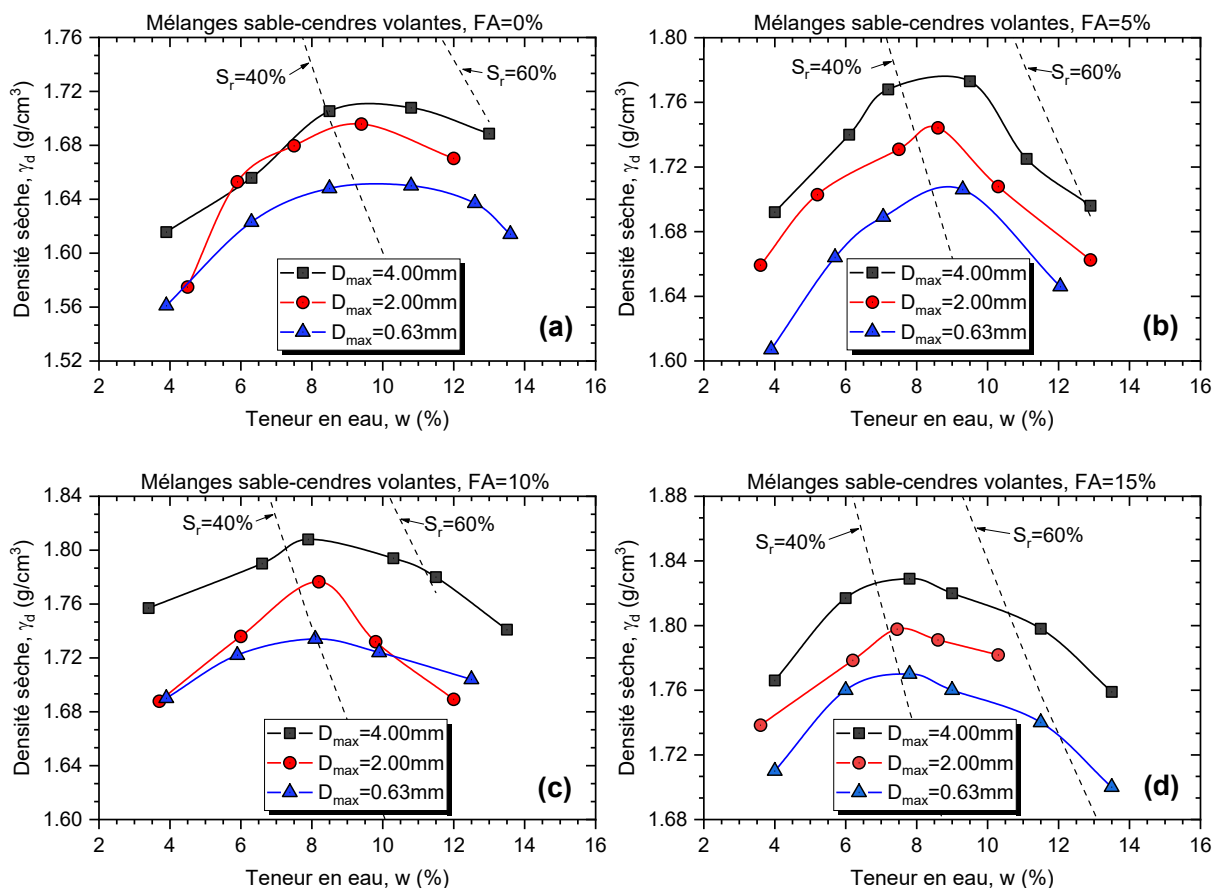 Mélanges sable-cendres volantes, FA=0%
Densité sèche, γd (g/cm³)
1.76
1.72
1.68
1.64
1.60
1.56
1.52
Sr=40%
Sr=60%
Dmax=4.00mm
Dmax=2.00mm
Dmax=0.63mm
(a)
2 4 6 8 10 12 14 16
Teneur en eau, w (%)
Mélanges sable-cendres volantes, FA=5%
Densité sèche, γd (g/cm³)
1.80
1.76
1.72
1.68
1.64
1.60
Sr=40%
Sr=60%
Dmax=4.00mm
Dmax=2.00mm
Dmax=0.63mm
(b)
2 4 6 8 10 12 14 16
Teneur en eau, w (%)
Mélanges sable-cendres volantes, FA=10%
Densité sèche, γd (g/cm³)
1.84
1.80
1.76
1.72
1.68
1.64
1.60
Sr=40%
Sr=60%
Dmax=4.00mm
Dmax=2.00mm
Dmax=0.63mm
(c)
2 4 6 8 10 12 14 16
Teneur en eau, w (%)
Mélanges sable-cendres volantes, FA=15%
Densité sèche, γd (g/cm³)
1.88
1.84
1.80
1.76
1.72
1.68
Sr=40%
Sr=60%
Dmax=4.00mm
Dmax=2.00mm
Dmax=0.63mm
(d)
2 4 6 8 10 12 14 16
Teneur en eau, w (%)